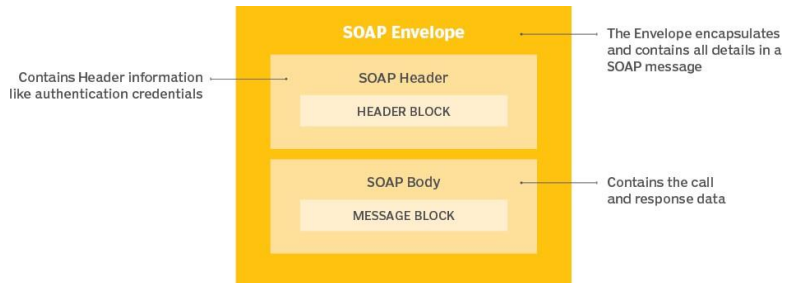 SOAP Envelope
The Envelope encapsulates
and contains all details in a
SOAP message
Contains Header information
like authentication credentials
SOAP Header
HEADER BLOCK
SOAP Body
MESSAGE BLOCK
Contains the call
and response data